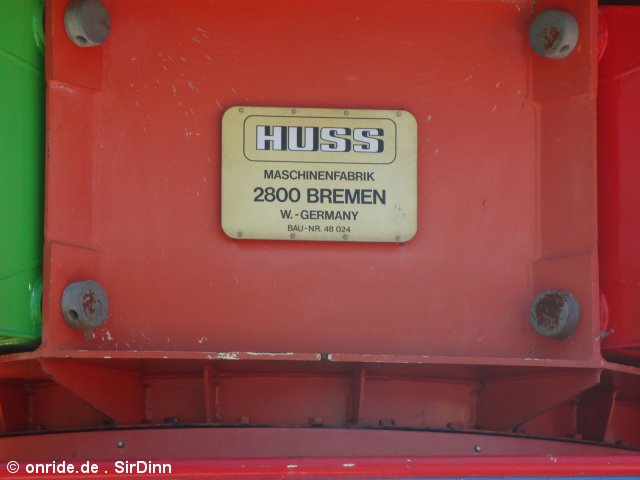 HUSS
MASCHINENFABRIK
2800 BREMEN
W.-GERMANY
BAU-NR. 48 024
© onride.de . SirDinn